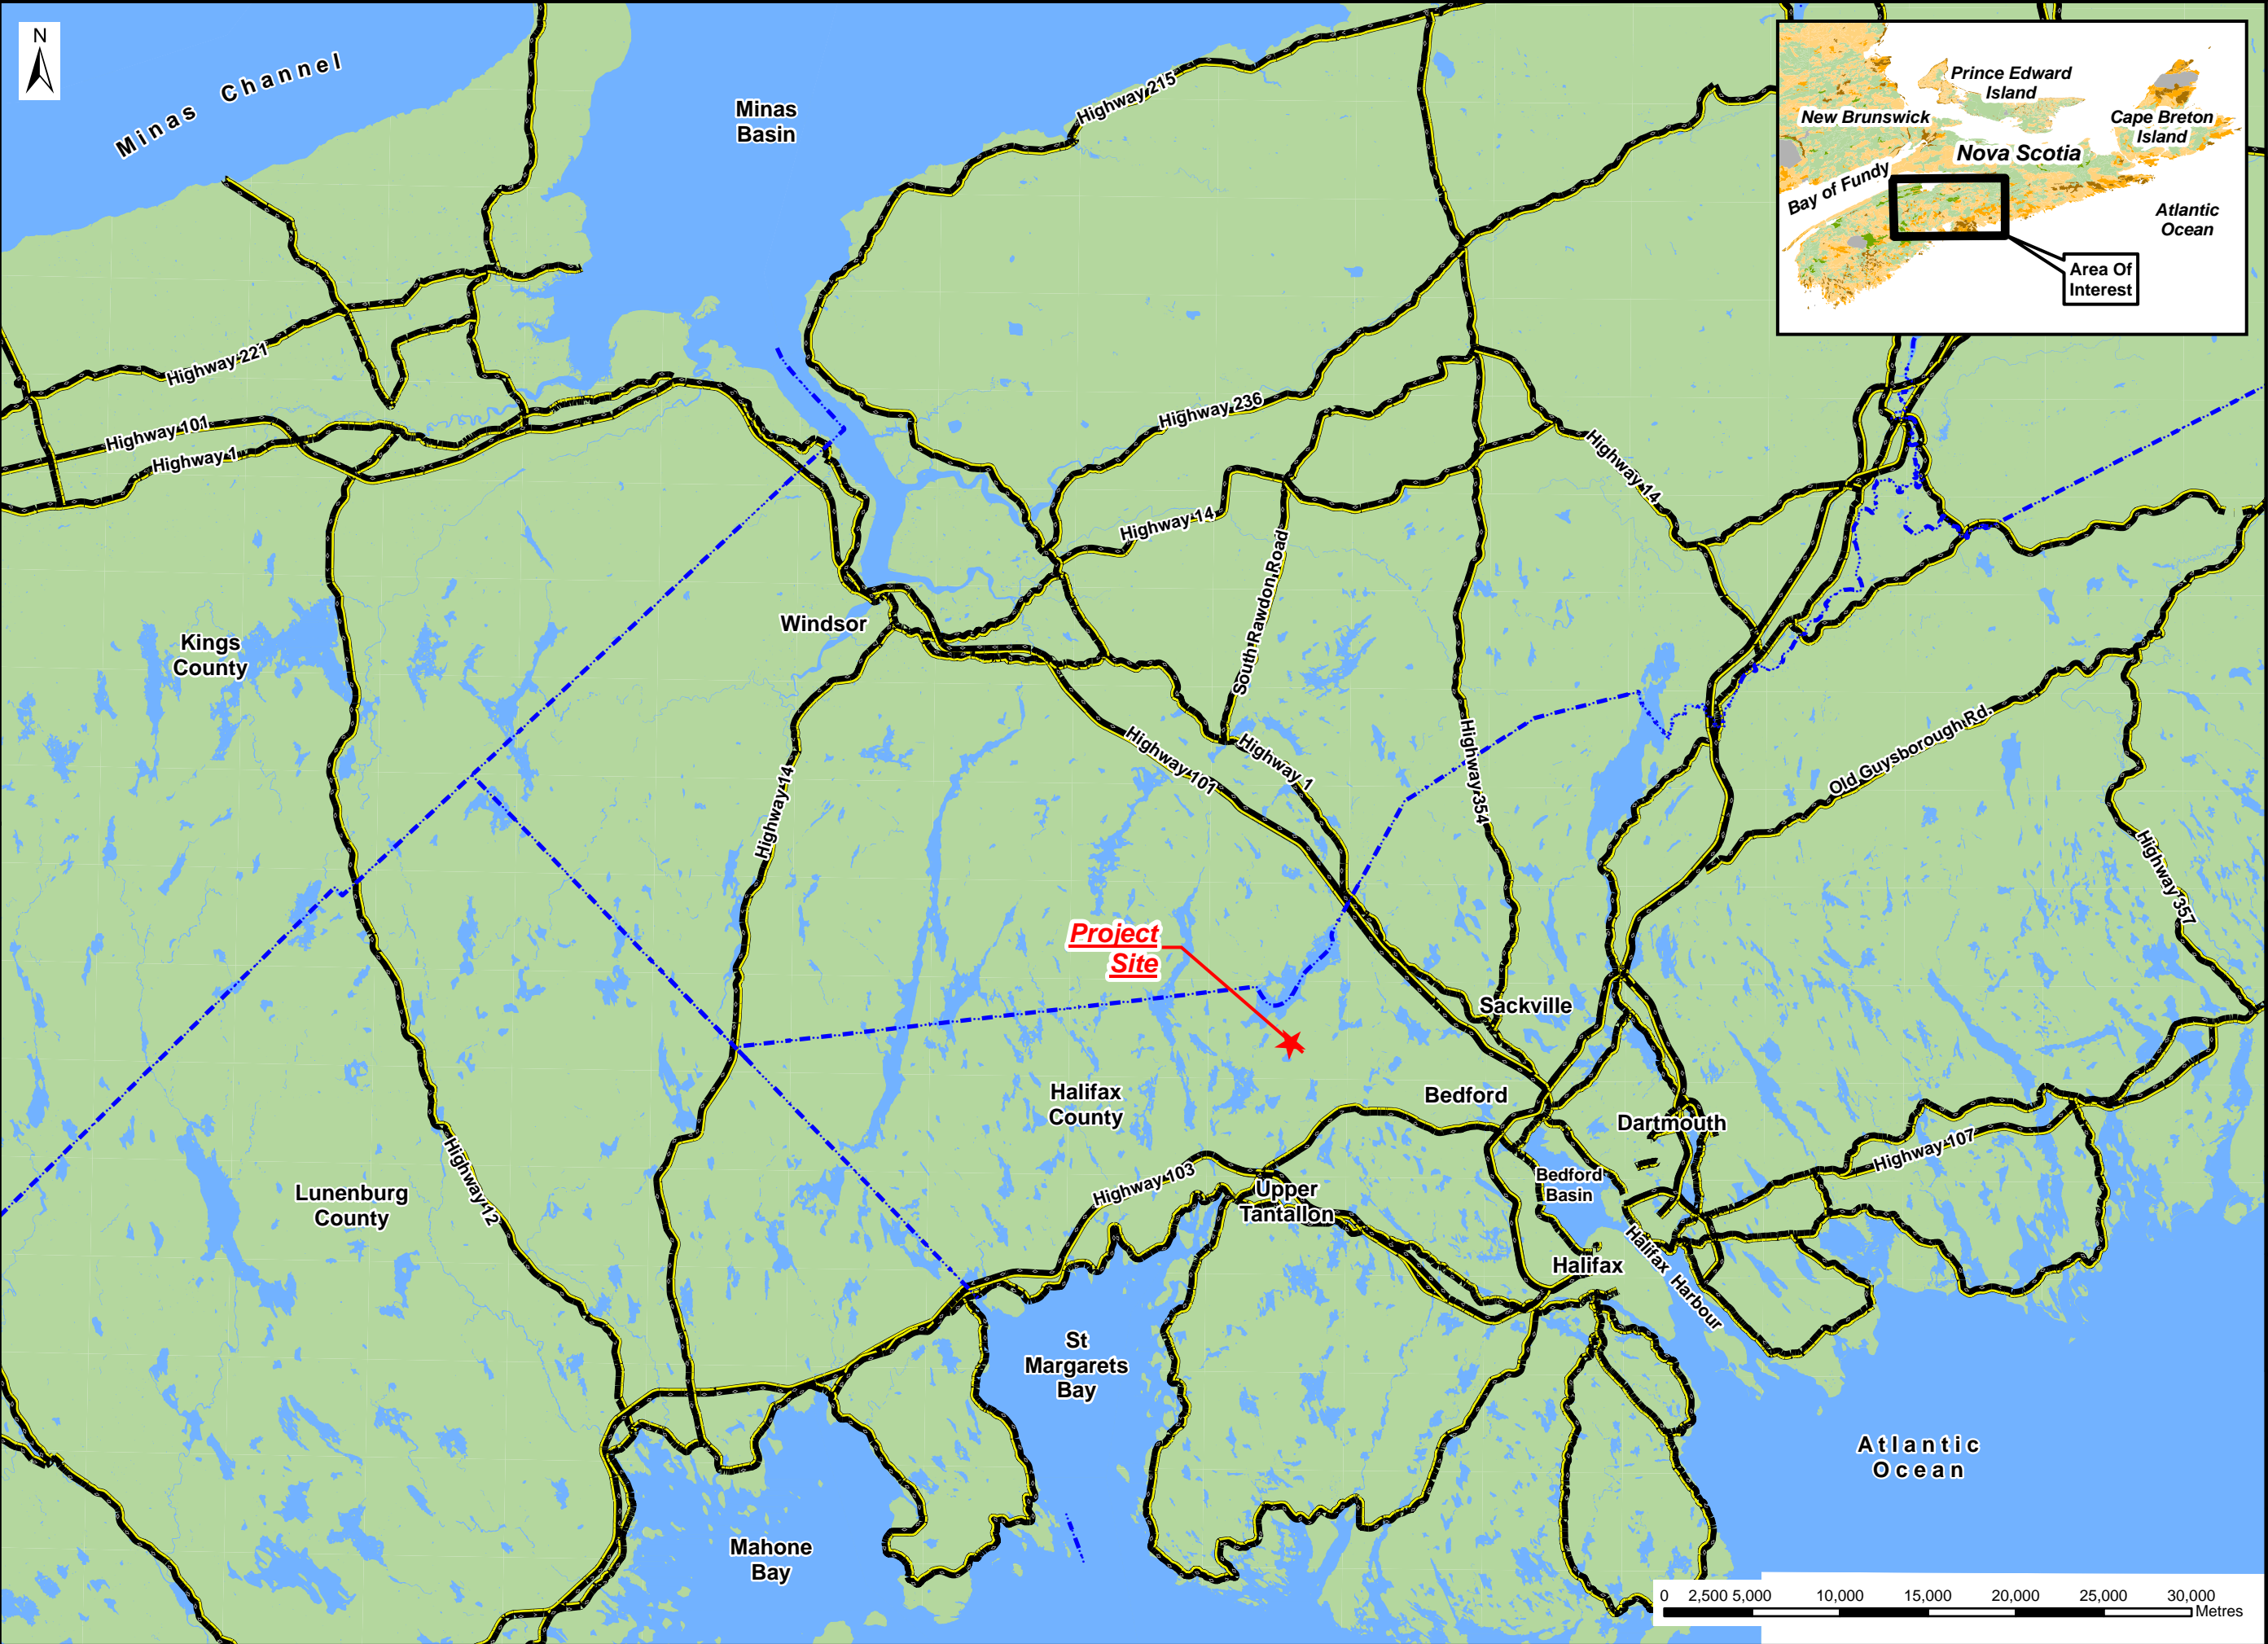 N
Minas Channel
Minas
Basin
Highway 215
Prince Edward
Island
New Brunswick
Cape Breton
Island
Nova Scotia
Bay of Fundy
Atlantic
Ocean
Area Of
Interest
Highway 221
Highway 101
Highway 1
Highway 236
Highway 14
Highway 14
South Rawdon Road
Windsor
Kings
County
Highway 14
Highway 101
Highway 1
Highway 354
Old Guysborough Rd.
Highway 357
Project
Site
Sackville
Halifax
County
Bedford
Dartmouth
Highway 12
Lunenburg
County
Highway 103
Upper
Tantallon
Bedford
Basin
Highway 107
Halifax
Halifax Harbour
St
Margarets
Bay
Atlantic
Ocean
Mahone
Bay
0 2,500 5,000 10,000 15,000 20,000 25,000 30,000
Metres